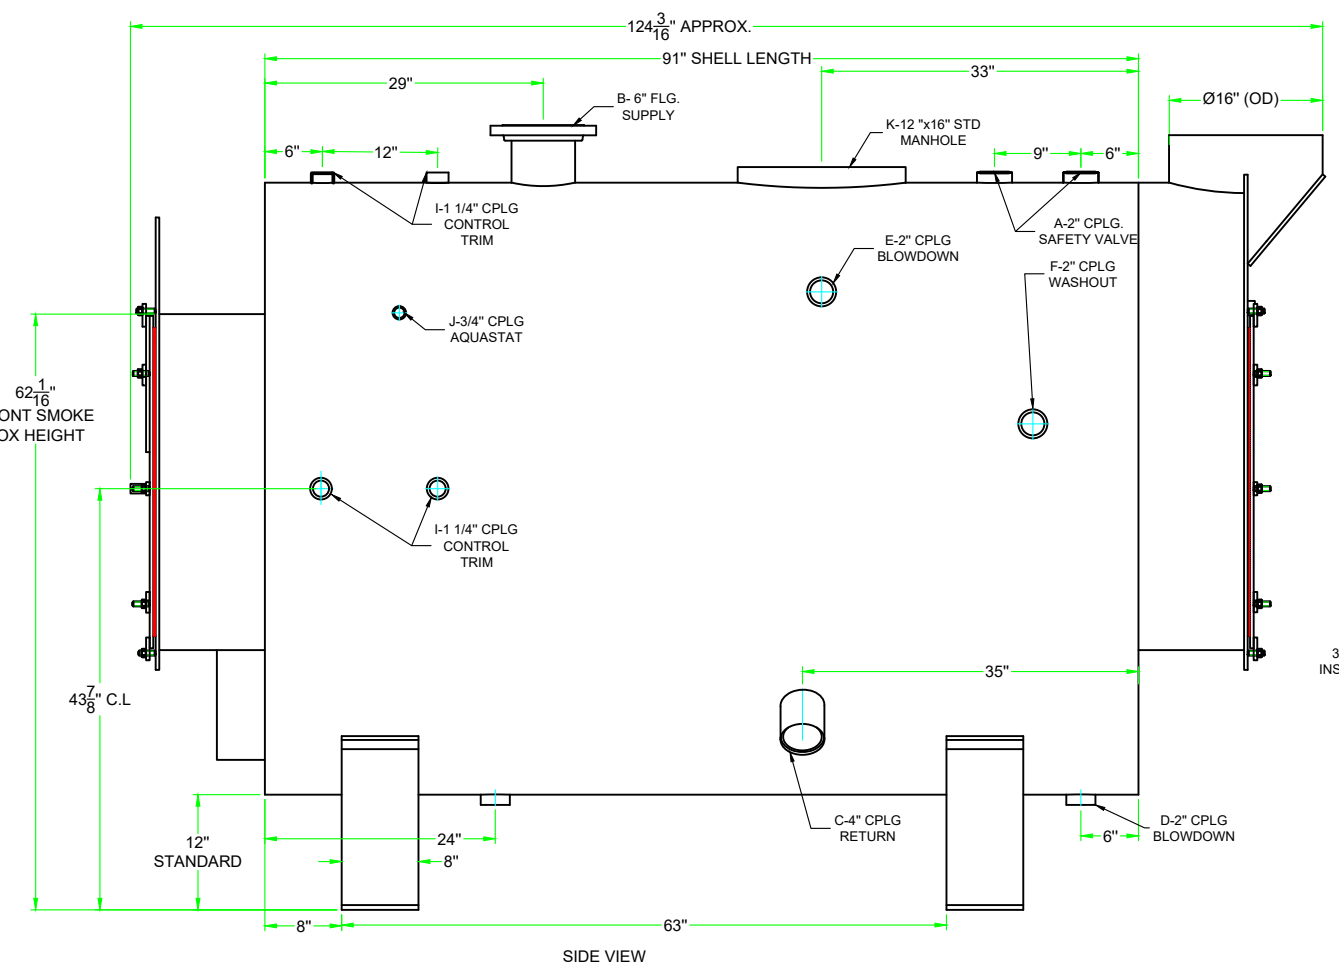 124 3/16" APPROX.
91" SHELL LENGTH
29"
33"
Ø16" (OD)
B- 6" FLG.
SUPPLY
K-12 "x16" STD
MANHOLE
6"
12"
9"
6"
I-1 1/4" CPLG
CONTROL
TRIM
A-2" CPLG.
SAFETY VALVE
E-2" CPLG
BLOWDOWN
F-2" CPLG
WASHOUT
J-3/4" CPLG
AQUASTAT
62 1/16"
ONT SMOKE
OX HEIGHT
I-1 1/4" CPLG
CONTROL
TRIM
43 7/8" C.L
35"
3
INS
C-4" CPLG
RETURN
D-2" CPLG
BLOWDOWN
12"
STANDARD
24"
8"
6"
8"
63"
SIDE VIEW